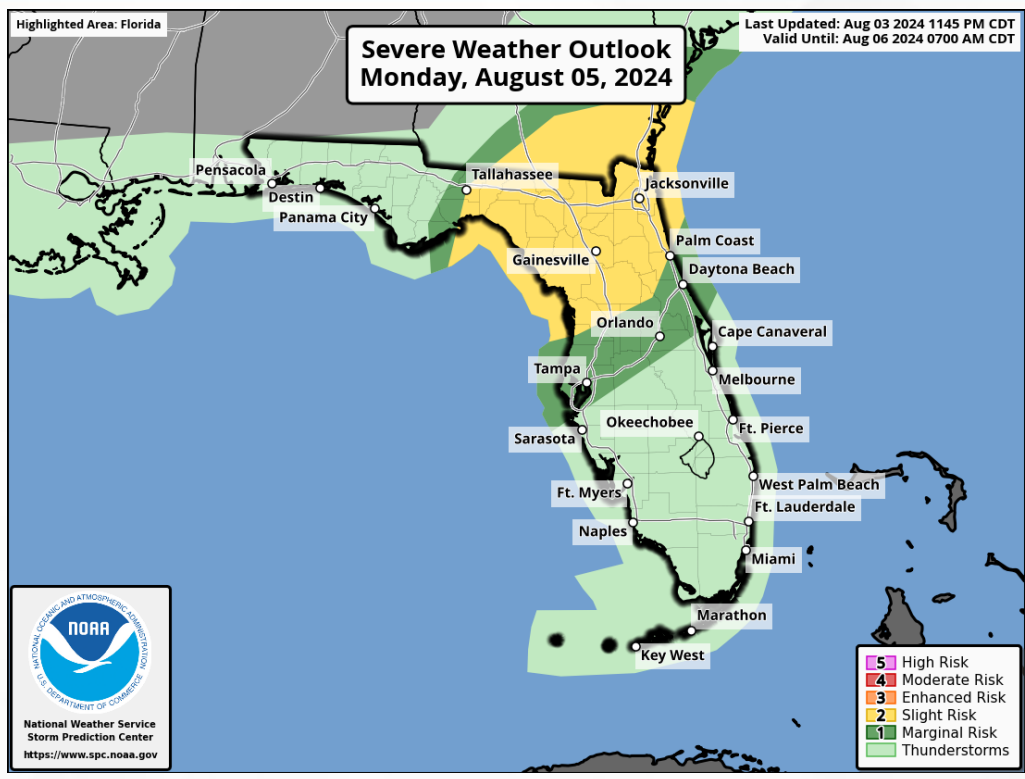 Highlighted Area: Florida
Severe Weather Outlook
Monday, August 05, 2024
Last Updated: Aug 03 2024 1145 PM CDT
Valid Until: Aug 06 2024 0700 AM CDT
Pensacola
Destin
Panama City
Tallahassee
Jacksonville
Gainesville
Palm Coast
Daytona Beach
Orlando
Cape Canaveral
Tampa
Melbourne
Okeechobee
Ft. Pierce
Sarasota
West Palm Beach
Ft. Myers
Ft. Lauderdale
Naples
Miami
Marathon
Key West
NATIONAL OCEANIC AND ATMOSPHERIC ADMINISTRATION
NOAA
U.S. DEPARTMENT OF COMMERCE
National Weather Service
Storm Prediction Center
https://www.spc.noaa.gov
5 High Risk
4 Moderate Risk
3 Enhanced Risk
2 Slight Risk
1 Marginal Risk
Thunderstorms